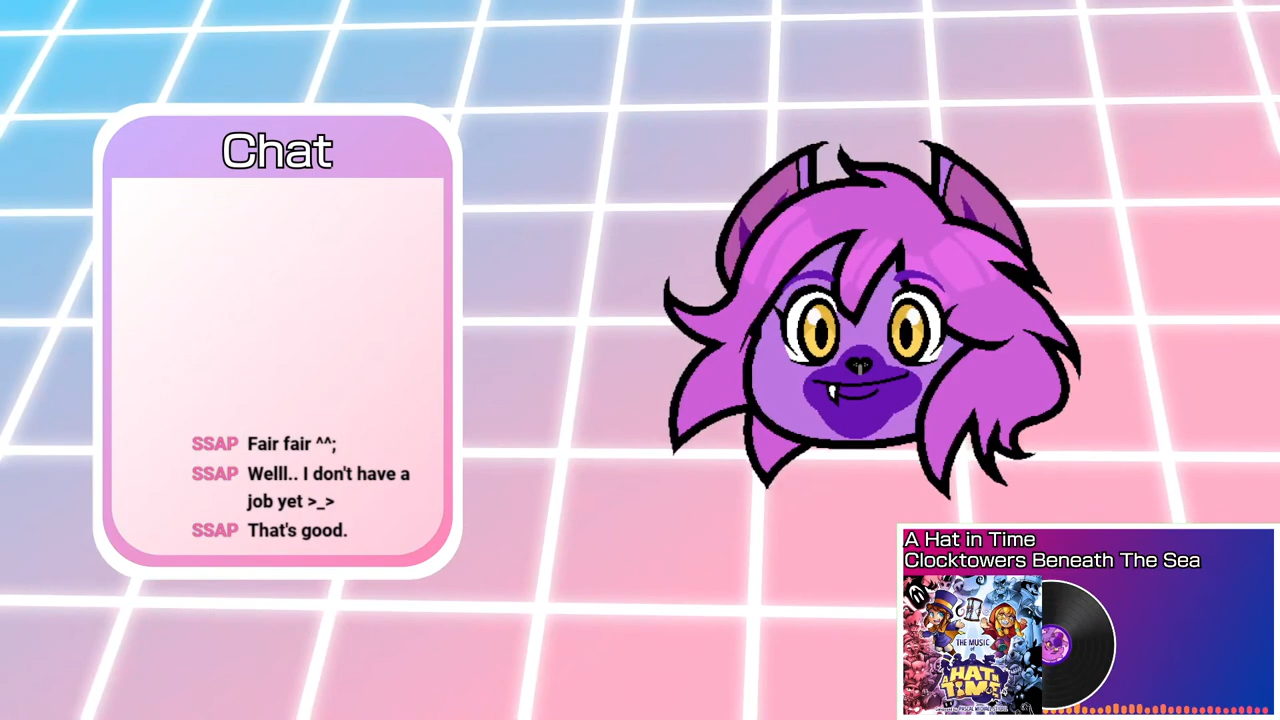 Chat
SSAP Fair fair ^^;
SSAP Welll.. I don't have a
job yet >_>
SSAP That's good.
A Hat in Time
Clocktowers Beneath The Sea
THE MUSIC
of
A HAT IN
TIME